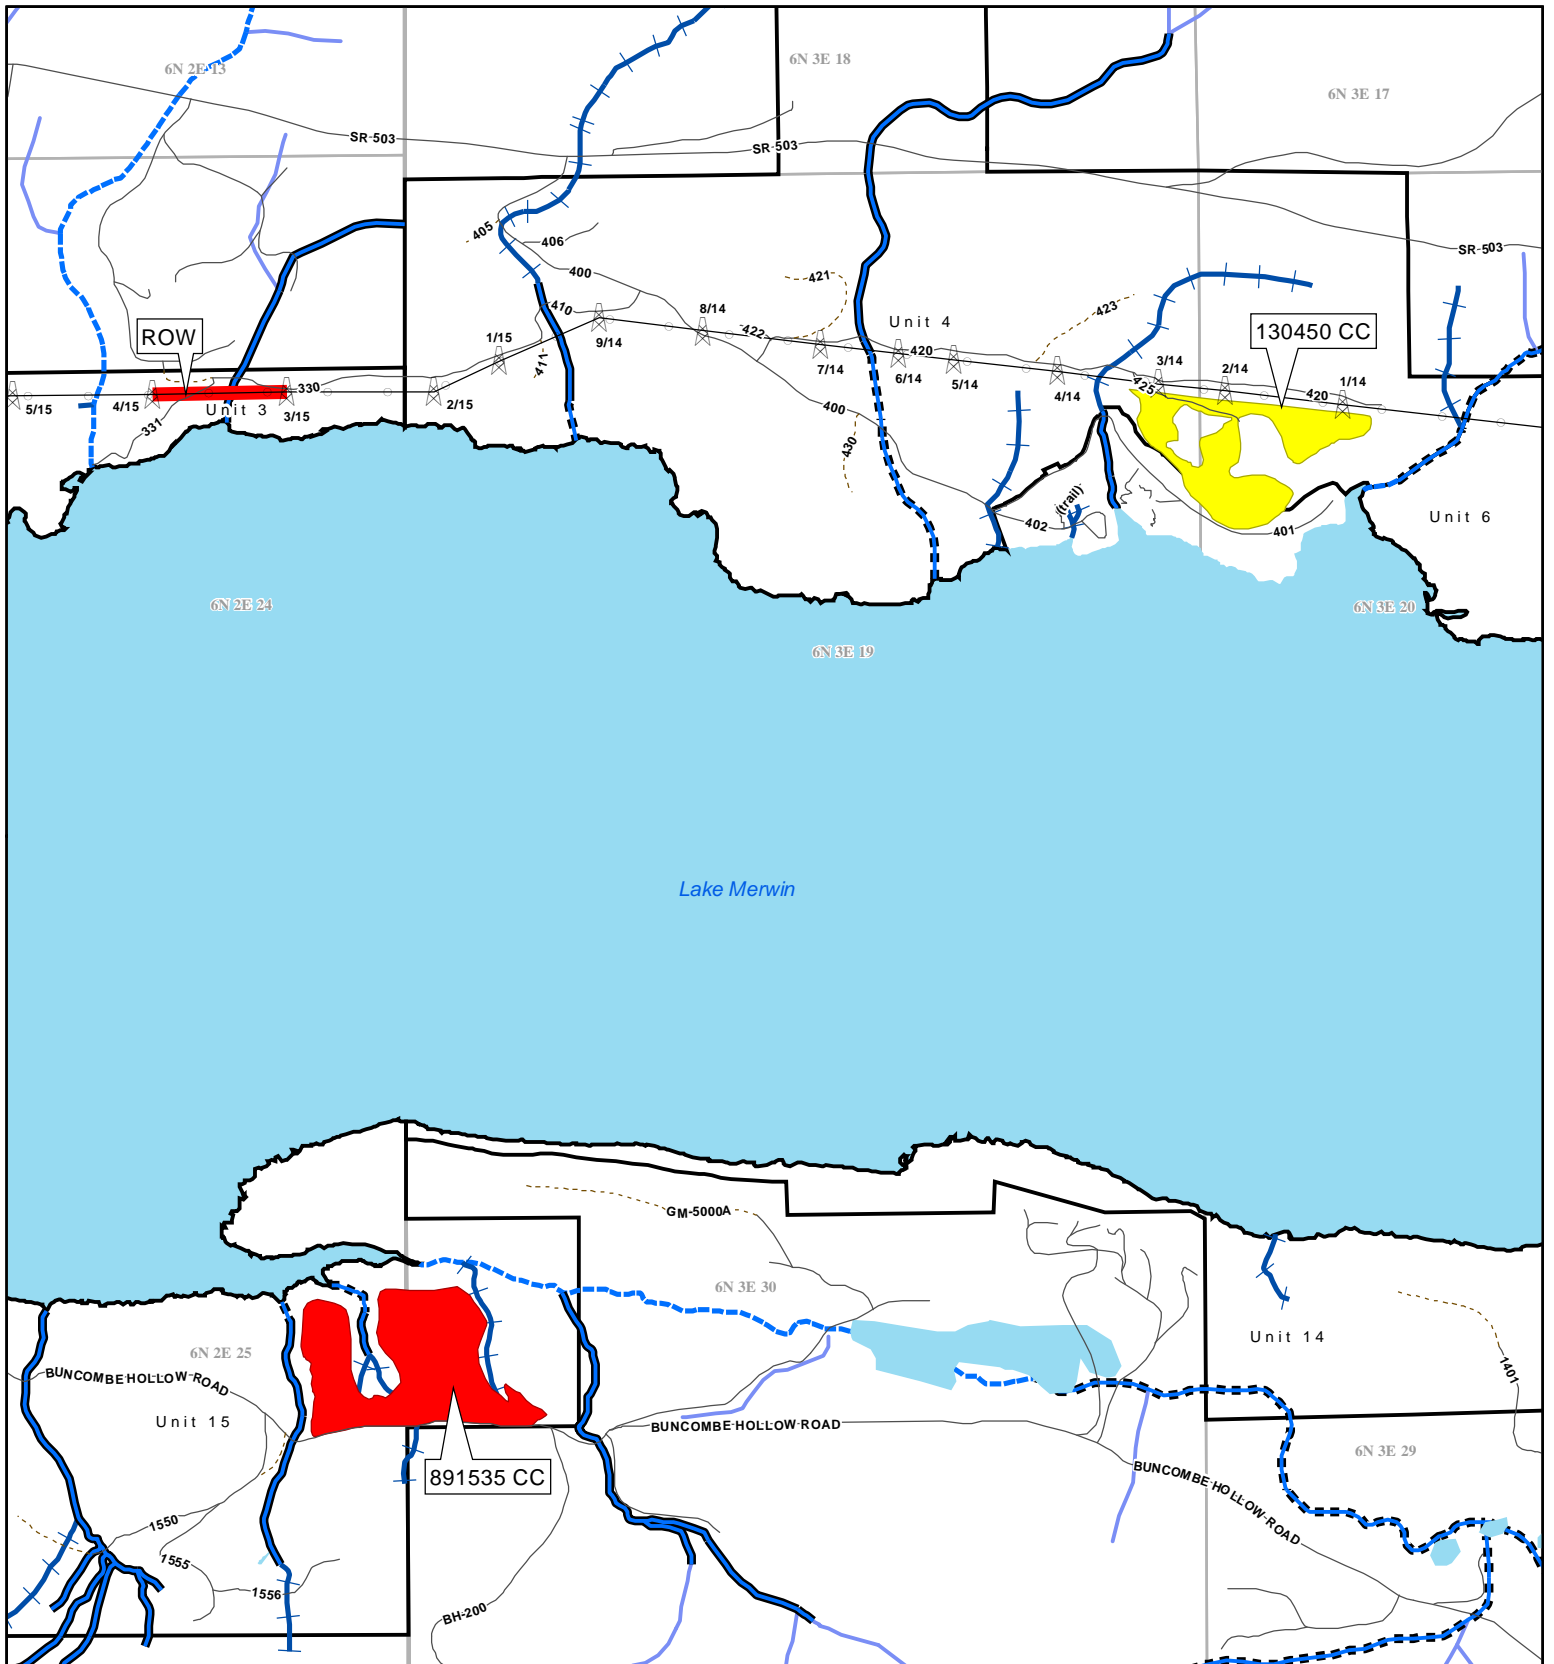 6N 2E 13
6N 3E 18
6N 3E 17
SR 503
SR 503
SR 503
405
406
400
421
423
410
8/14
422
Unit 4
130450 CC
ROW
1/15
9/14
411
420
7/14
6/14
5/14
4/14
3/14
2/14
1/14
425
420
330
5/15
4/15
Unit 3
3/15
2/15
331
400
430
(trail)
402
401
Unit 6
6N 2E 24
6N 3E 20
6N 3E 19
Lake Merwin
GM-5000A
6N 3E 30
Unit 14
6N 2E 25
BUNCOMBE HOLLOW ROAD
1401
Unit 15
BUNCOMBE HOLLOW ROAD
6N 3E 29
891535 CC
BUNCOMBE HOLLOW ROAD
1550
1555
1556
BH-200